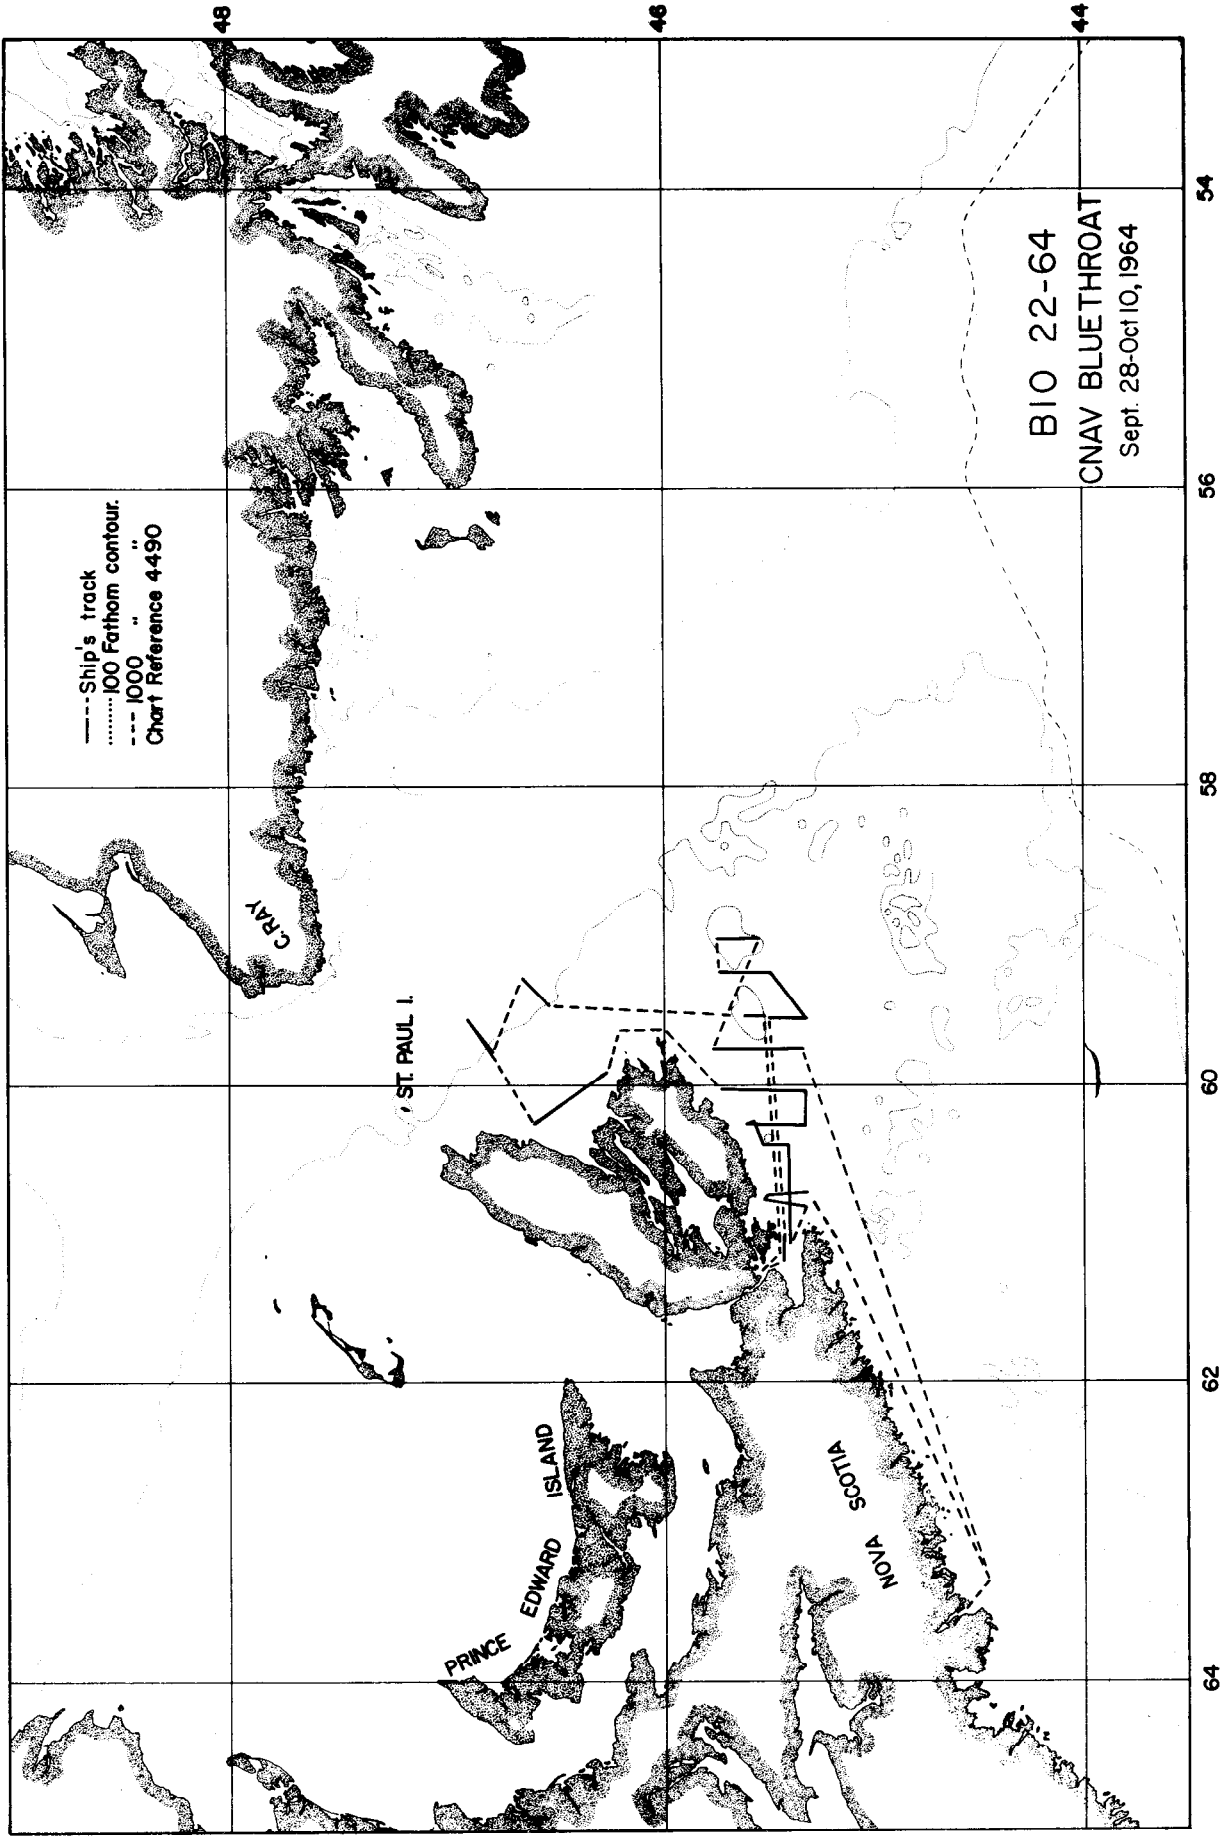 48
46
44
54
56
58
60
62
64
—--Ship's track
........100 Fathom contour.
--- 1000 " "
Chart Reference 4490
C.RAY
ST. PAUL I.
PRINCE EDWARD ISLAND
NOVA SCOTIA
BIO 22-64
CNAV BLUETHROAT
Sept. 28-Oct 10, 1964